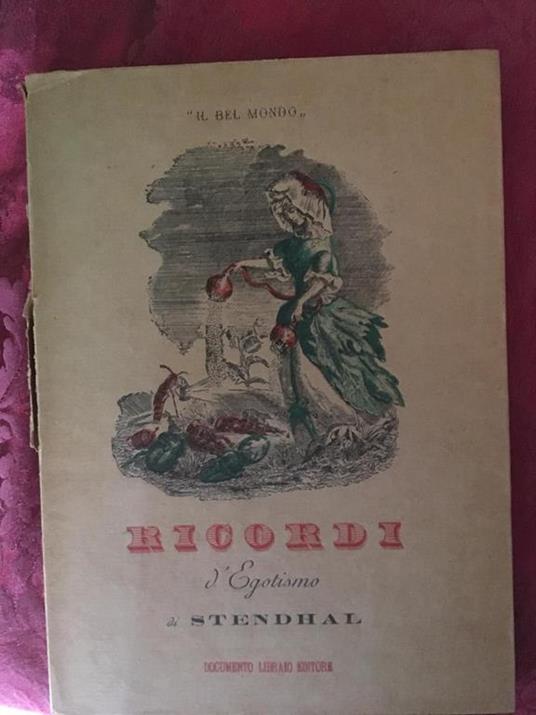 "IL BEL MONDO„
RICORDI
d'Egotismo
di STENDHAL
DOCUMENTO LIBRAIO EDITORE